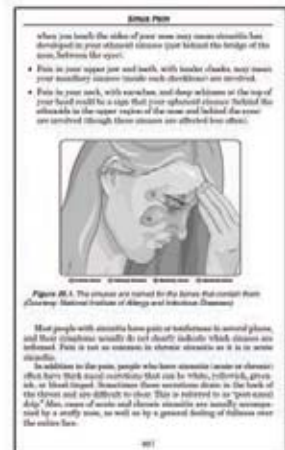 Sinus Pain
when you touch the sides of your nose may mean sinusitis has
developed in your ethmoid sinuses (just behind the bridge of the
nose, between the eyes).
• Pain in your upper jaw and teeth, with tender cheeks, may mean
your maxillary sinuses (inside each cheekbone) are involved.
• Pain in your neck, with earaches, and deep achiness at the top of
your head could be a sign that your sphenoid sinuses (behind the
ethmoids in the upper region of the nose and behind the eyes)
are involved (though these sinuses are affected less often).
Figure 20.1. The sinuses are named for the bones that contain them
(Courtesy: National Institute of Allergy and Infectious Diseases)
Most people with sinusitis have pain or tenderness in several places,
and their symptoms usually do not clearly indicate which sinuses are
inflamed. Pain is not as common in chronic sinusitis as it is in acute
sinusitis.
In addition to the pain, people who have sinusitis (acute or chronic)
often have thick nasal secretions that can be white, yellowish, green-
ish, or blood-tinged. Sometimes these secretions drain in the back of
the throat and are difficult to clear. This is referred to as "post-nasal
drip." Also, cases of acute and chronic sinusitis are usually accompa-
nied by a stuffy nose, as well as by a general feeling of fullness over
the entire face.